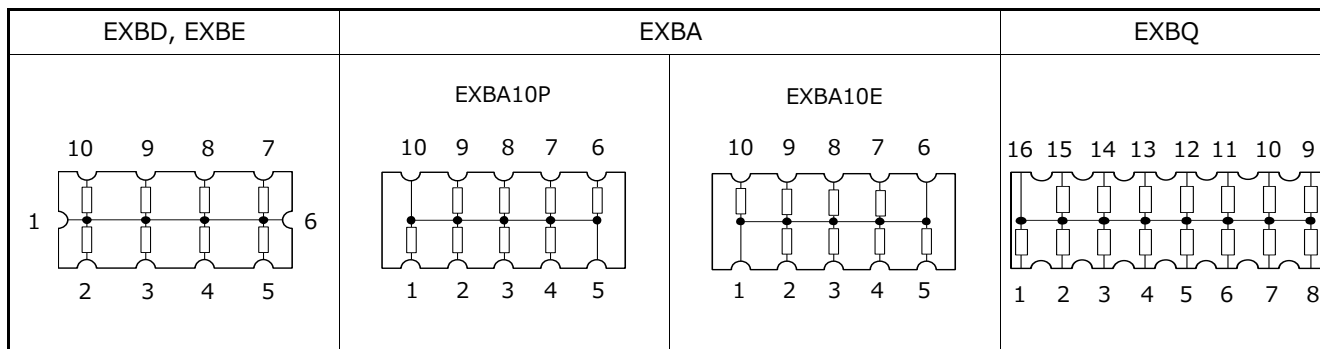 EXBD, EXBE
EXBA
EXBQ
EXBA10P
EXBA10E
10 9 8 7
1 6
2 3 4 5
10 9 8 7 6
1 2 3 4 5
10 9 8 7 6
1 2 3 4 5
16 15 14 13 12 11 10 9
1 2 3 4 5 6 7 8